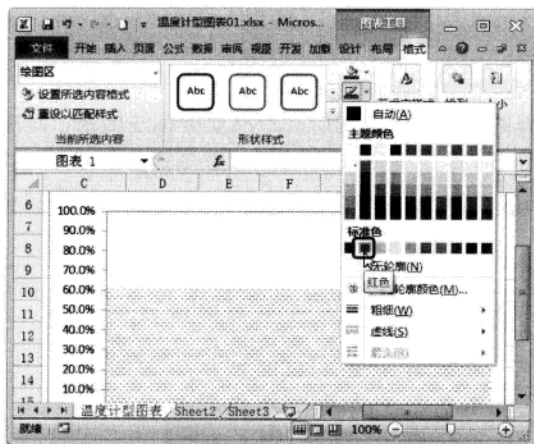 温度计型图表01.xlsx - Micros... 图表工具
文件 开始 插入 页面 公式 数据 审阅 视图 开发 加载 设计 布局 格式
绘图区
设置所选内容格式
重设以匹配样式
当前所选内容
Abc Abc Abc
形状样式
自动(A)
主题颜色
标准色
无轮廓(N)
红色
轮廓颜色(M)...
粗细(W)
虚线(S)
箭头(R)
图表 1 fx
C D E F
6
7
8
9
10
11
12
13
14
15
100.0%
90.0%
80.0%
70.0%
60.0%
50.0%
40.0%
30.0%
20.0%
10.0%
温度计型图表 Sheet2 Sheet3
就绪 100%